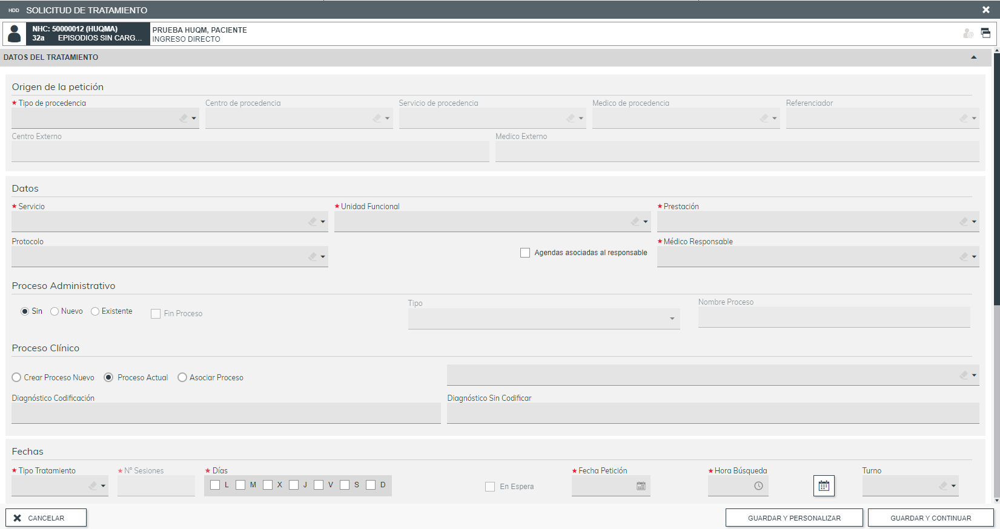 HDD SOLICITUD DE TRATAMIENTO
NHC: 50000012 (HUQMA)
32a EPISODIOS SIN CARG...
PRUEBA HUQM, PACIENTE
INGRESO DIRECTO
DATOS DEL TRATAMIENTO
Origen de la petición
* Tipo de procedencia Centro de procedencia Servicio de procedencia Medico de procedencia Referenciador
Centro Externo Medico Externo
Datos
* Servicio * Unidad Funcional * Prestación
Protocolo Agendas asociadas al responsable * Médico Responsable
Proceso Administrativo
Sin Nuevo Existente Fin Proceso Tipo Nombre Proceso
Proceso Clínico
Crear Proceso Nuevo Proceso Actual Asociar Proceso
Diagnóstico Codificación Diagnóstico Sin Codificar
Fechas
* Tipo Tratamiento * Nº Sesiones * Días * Fecha Petición * Hora Búsqueda Turno
L M X J V S D En Espera
CANCELAR GUARDAR Y PERSONALIZAR GUARDAR Y CONTINUAR